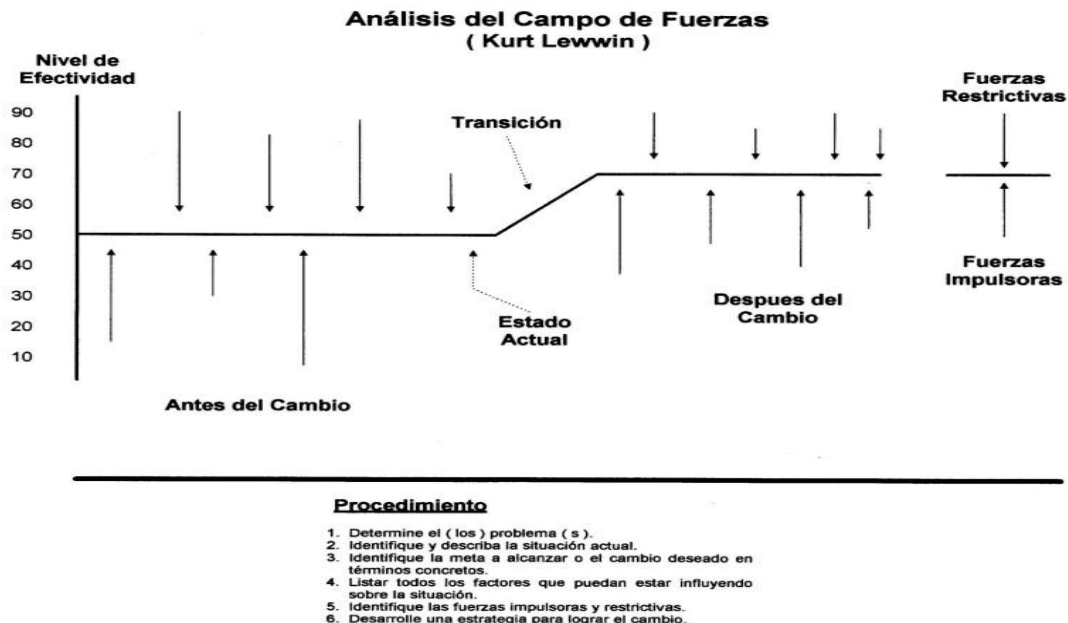 Análisis del Campo de Fuerzas
( Kurt Lewwin )
Nivel de
Efectividad
90
80
70
60
50
40
30
20
10
Transición
Estado
Actual
Antes del Cambio
Despues del
Cambio
Fuerzas
Restrictivas
Fuerzas
Impulsoras
Procedimiento
1. Determine el ( los ) problema ( s ).
2. Identifique y describa la situación actual.
3. Identifique la meta a alcanzar o el cambio deseado en
términos concretos.
4. Listar todos los factores que puedan estar influyendo
sobre la situación.
5. Identifique las fuerzas impulsoras y restrictivas.
6. Desarrolle una estrategia para lograr el cambio.